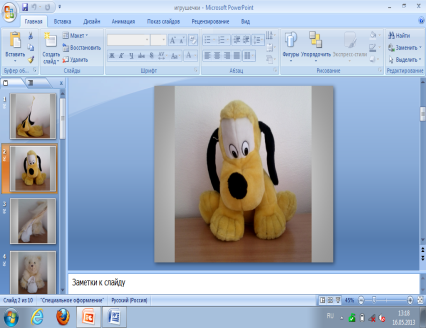 игрушечки - Microsoft PowerPoint
Главная
Вставка
Дизайн
Анимация
Показ слайдов
Рецензирование
Вид
Вставить
Создать слайд
Макет
Восстановить
Удалить
Фигуры
Упорядочить
Экспресс-стили
Найти
Заменить
Выделить
Буфер об...
Слайды
Шрифт
Абзац
Рисование
Редактирование
1
2
3
4
Заметки к слайду
Слайд 2 из 10
"Специальное оформление"
Русский (Россия)
45%
RU
13:08
16.05.2013